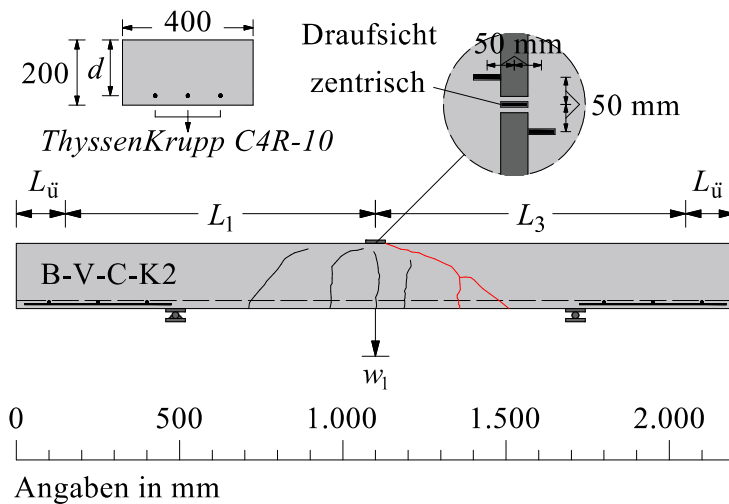 400
200
d
ThyssenKrupp C4R-10
Draufsicht
zentrisch
50 mm
50 mm
Lü
L1
L3
Lü
B-V-C-K2
w1
0 500 1.000 1.500 2.000
Angaben in mm